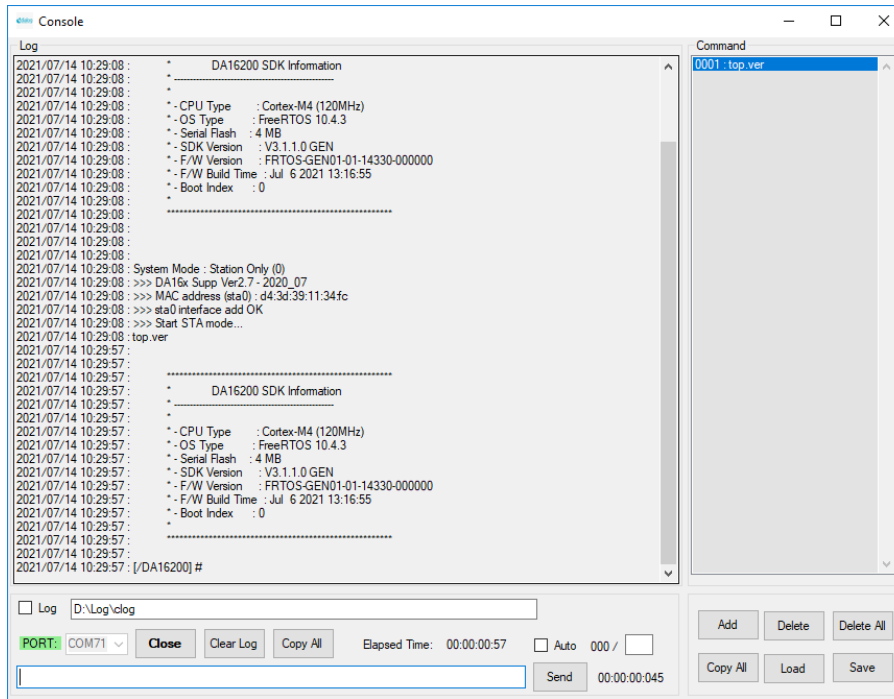 Console
Log
2021/07/14 10:29:08 : * DA16200 SDK Information
2021/07/14 10:29:08 : * ---------------------------------------------------
2021/07/14 10:29:08 : *
2021/07/14 10:29:08 : * - CPU Type : Cortex-M4 (120MHz)
2021/07/14 10:29:08 : * - OS Type : FreeRTOS 10.4.3
2021/07/14 10:29:08 : * - Serial Flash : 4 MB
2021/07/14 10:29:08 : * - SDK Version : V3.1.1.0 GEN
2021/07/14 10:29:08 : * - F/W Version : FRTOS-GEN01-01-14330-000000
2021/07/14 10:29:08 : * - F/W Build Time : Jul 6 2021 13:16:55
2021/07/14 10:29:08 : * - Boot Index : 0
2021/07/14 10:29:08 : *
2021/07/14 10:29:08 : ******************************************************
2021/07/14 10:29:08 :
2021/07/14 10:29:08 :
2021/07/14 10:29:08 :
2021/07/14 10:29:08 : System Mode : Station Only (0)
2021/07/14 10:29:08 : >>> DA16x Supp Ver2.7 - 2020_07
2021/07/14 10:29:08 : >>> MAC address (sta0) : d4:3d:39:11:34:fc
2021/07/14 10:29:08 : >>> sta0 interface add OK
2021/07/14 10:29:08 : >>> Start STA mode...
2021/07/14 10:29:08 : top.ver
2021/07/14 10:29:57 :
2021/07/14 10:29:57 :
2021/07/14 10:29:57 : ******************************************************
2021/07/14 10:29:57 : * DA16200 SDK Information
2021/07/14 10:29:57 : * ---------------------------------------------------
2021/07/14 10:29:57 : *
2021/07/14 10:29:57 : * - CPU Type : Cortex-M4 (120MHz)
2021/07/14 10:29:57 : * - OS Type : FreeRTOS 10.4.3
2021/07/14 10:29:57 : * - Serial Flash : 4 MB
2021/07/14 10:29:57 : * - SDK Version : V3.1.1.0 GEN
2021/07/14 10:29:57 : * - F/W Version : FRTOS-GEN01-01-14330-000000
2021/07/14 10:29:57 : * - F/W Build Time : Jul 6 2021 13:16:55
2021/07/14 10:29:57 : * - Boot Index : 0
2021/07/14 10:29:57 : *
2021/07/14 10:29:57 : ******************************************************
2021/07/14 10:29:57 :
2021/07/14 10:29:57 : [/DA16200] #
Command
0001 : top.ver
Log D:\Log\clog
PORT: COM71 Close Clear Log Copy All Elapsed Time: 00:00:00:57 Auto 000 /
Send 00:00:00:045
Add Delete Delete All
Copy All Load Save